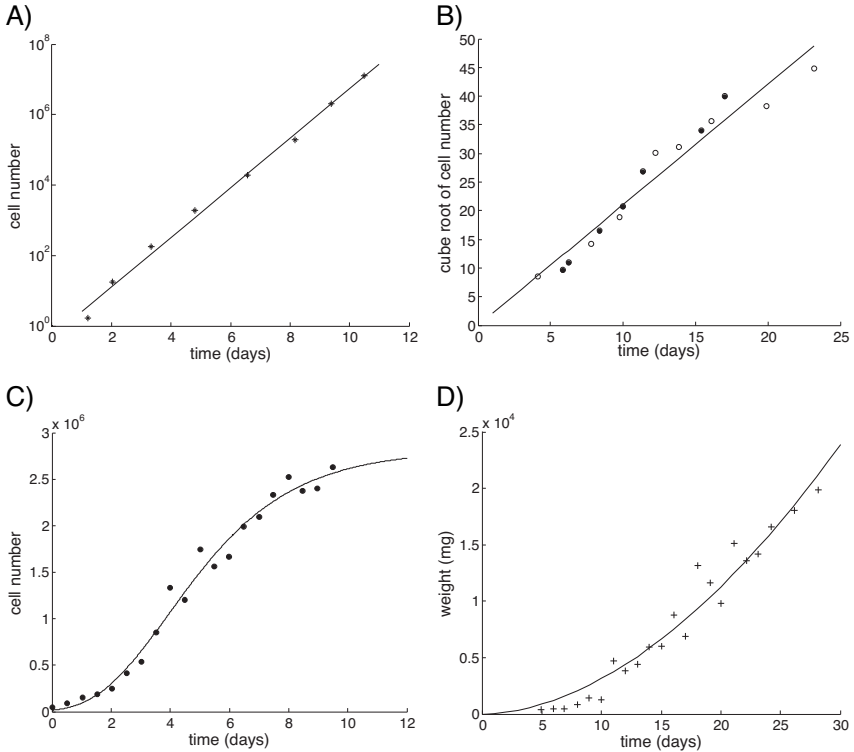 A)
10^8
10^6
10^4
10^2
10^0
cell number
0 2 4 6 8 10 12
time (days)
B)
50
45
40
35
30
25
20
15
10
5
0
cube root of cell number
0 5 10 15 20 25
time (days)
C)
x 10^6
3
2.5
2
1.5
1
0.5
0
cell number
0 2 4 6 8 10 12
time (days)
D)
x 10^4
2.5
2
1.5
1
0.5
0
weight (mg)
0 5 10 15 20 25 30
time (days)